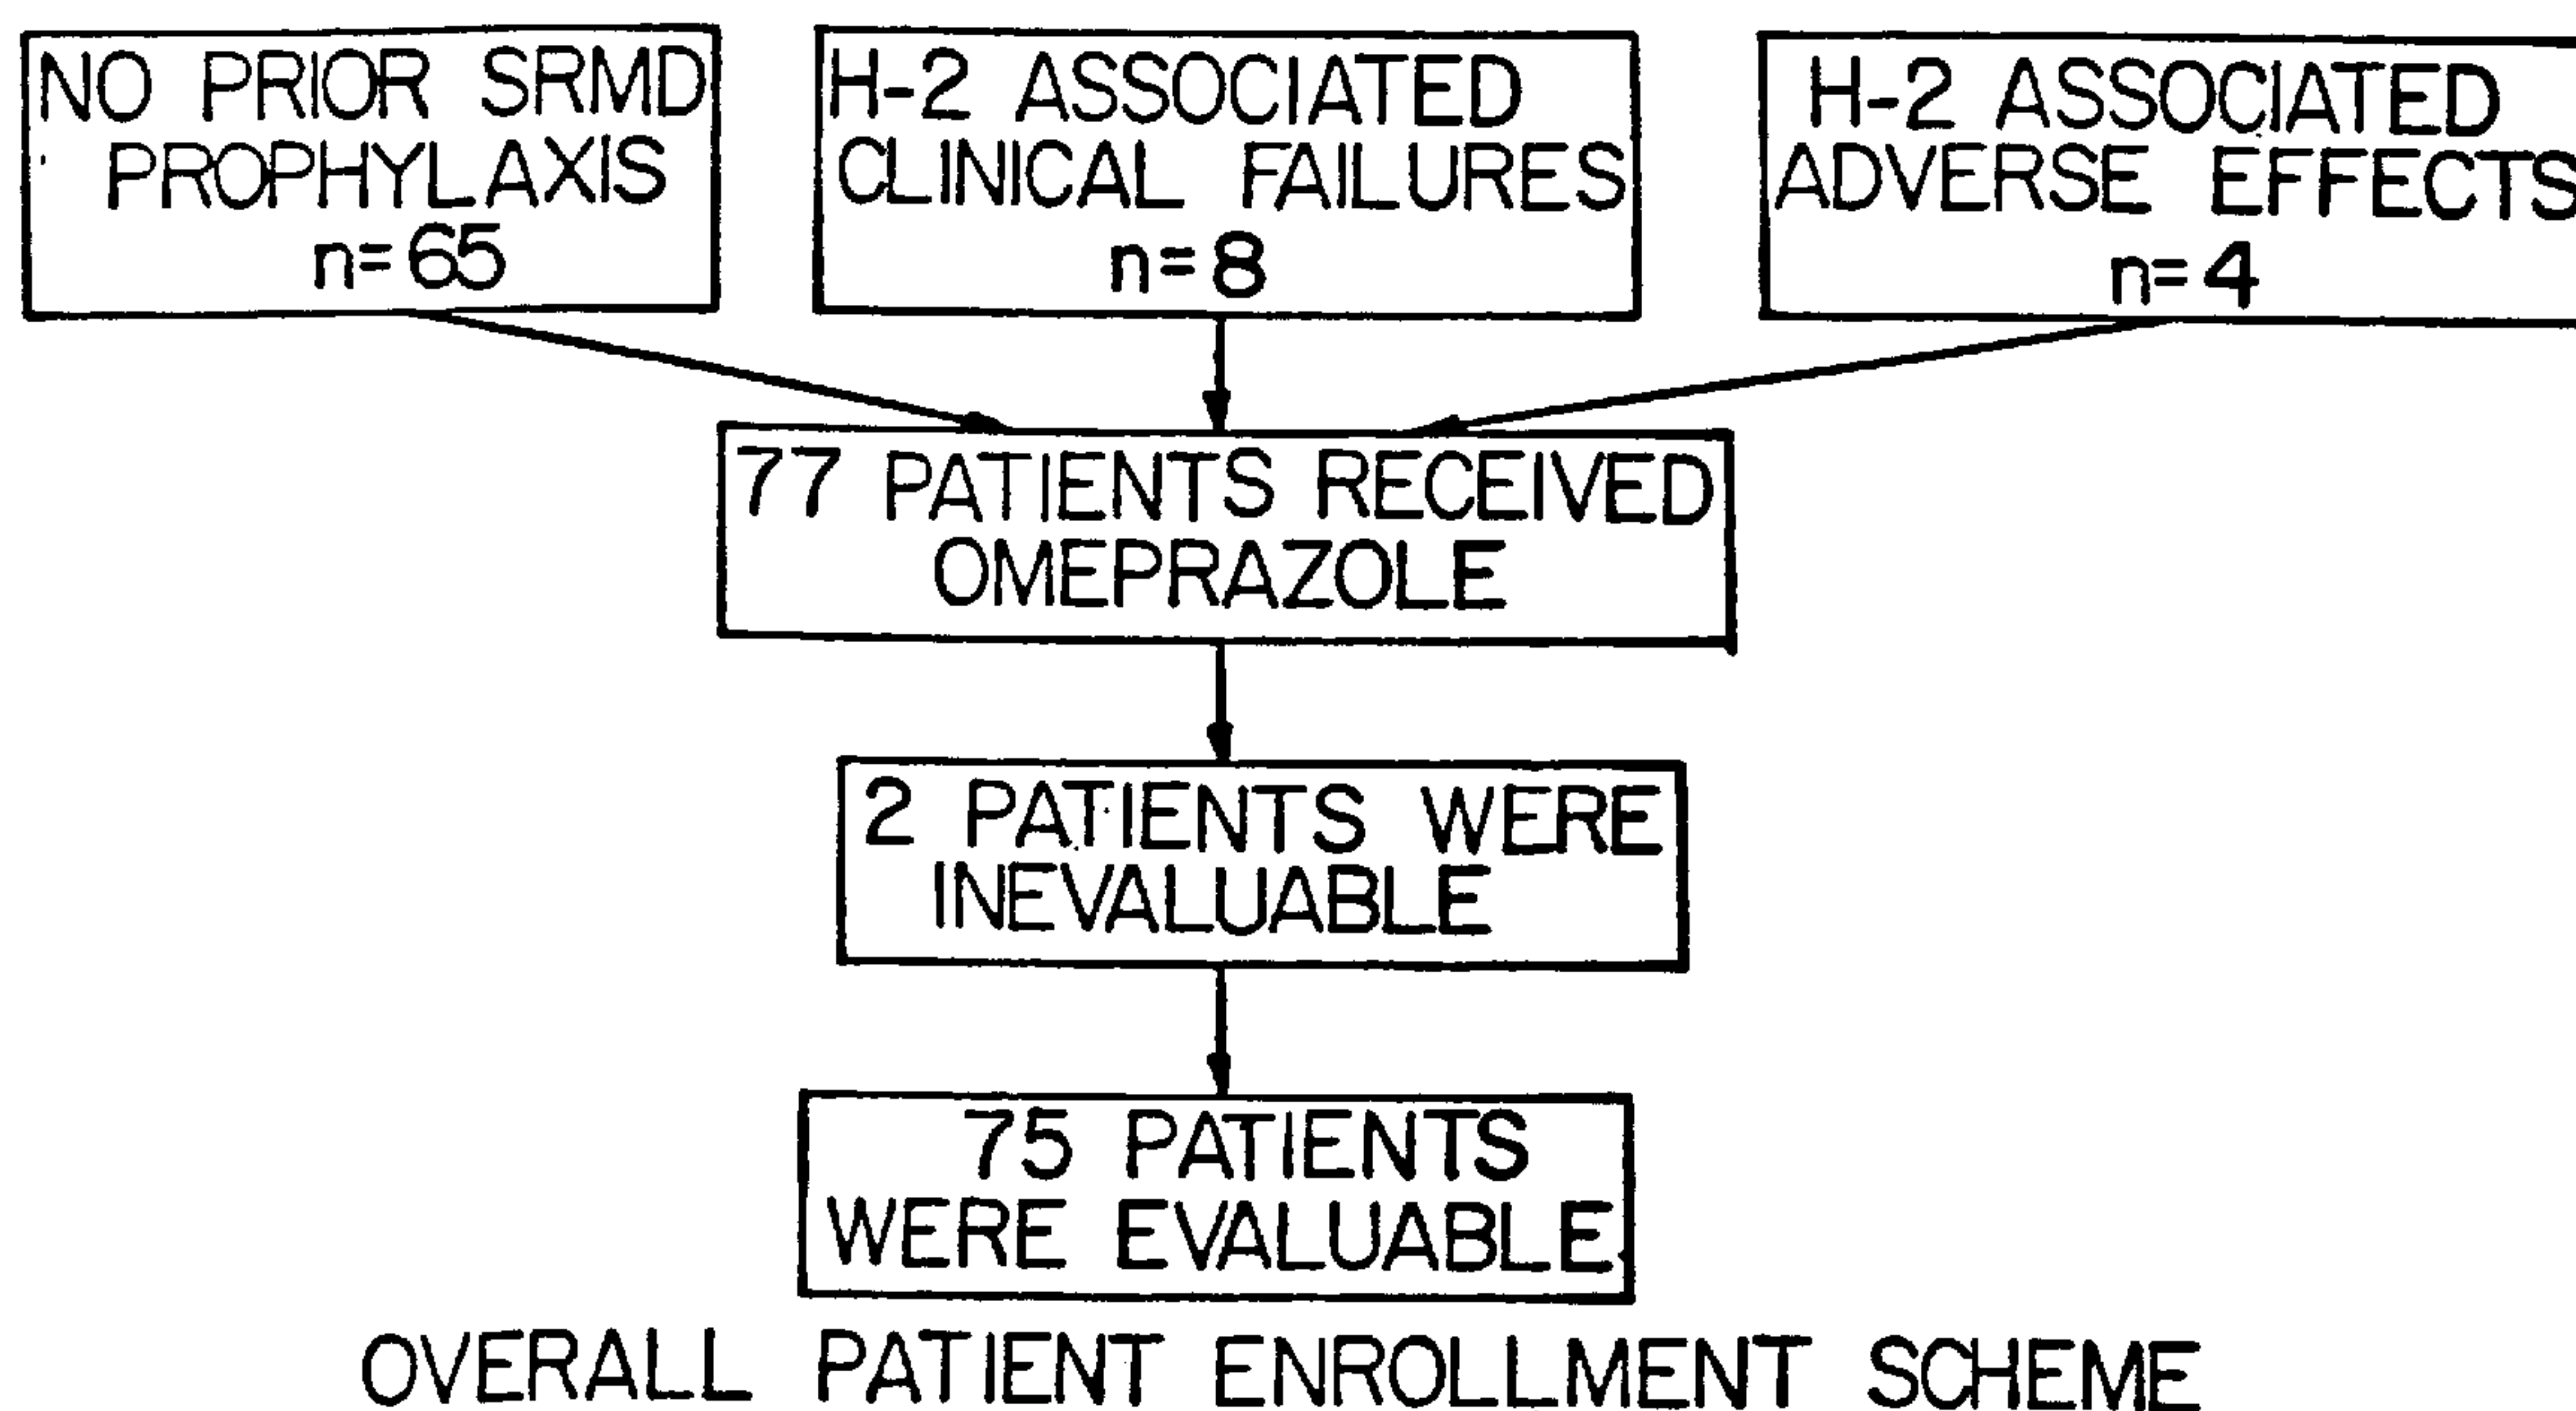 NO PRIOR SRMD
PROPHYLAXIS
n=65
H-2 ASSOCIATED
CLINICAL FAILURES
n=8
H-2 ASSOCIATED
ADVERSE EFFECTS
n=4
77 PATIENTS RECEIVED
OMEPRAZOLE
2 PATIENTS WERE
INEVALUABLE
75 PATIENTS
WERE EVALUABLE
OVERALL PATIENT ENROLLMENT SCHEME